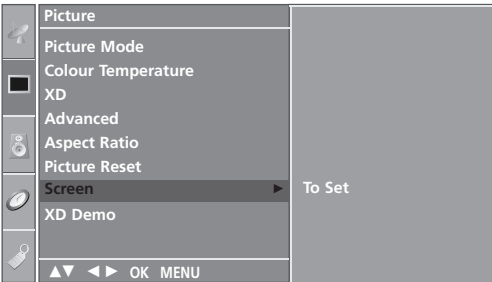 Picture
Picture Mode
Colour Temperature
XD
Advanced
Aspect Ratio
Picture Reset
Screen ► To Set
XD Demo
▲▼ ◄► OK MENU